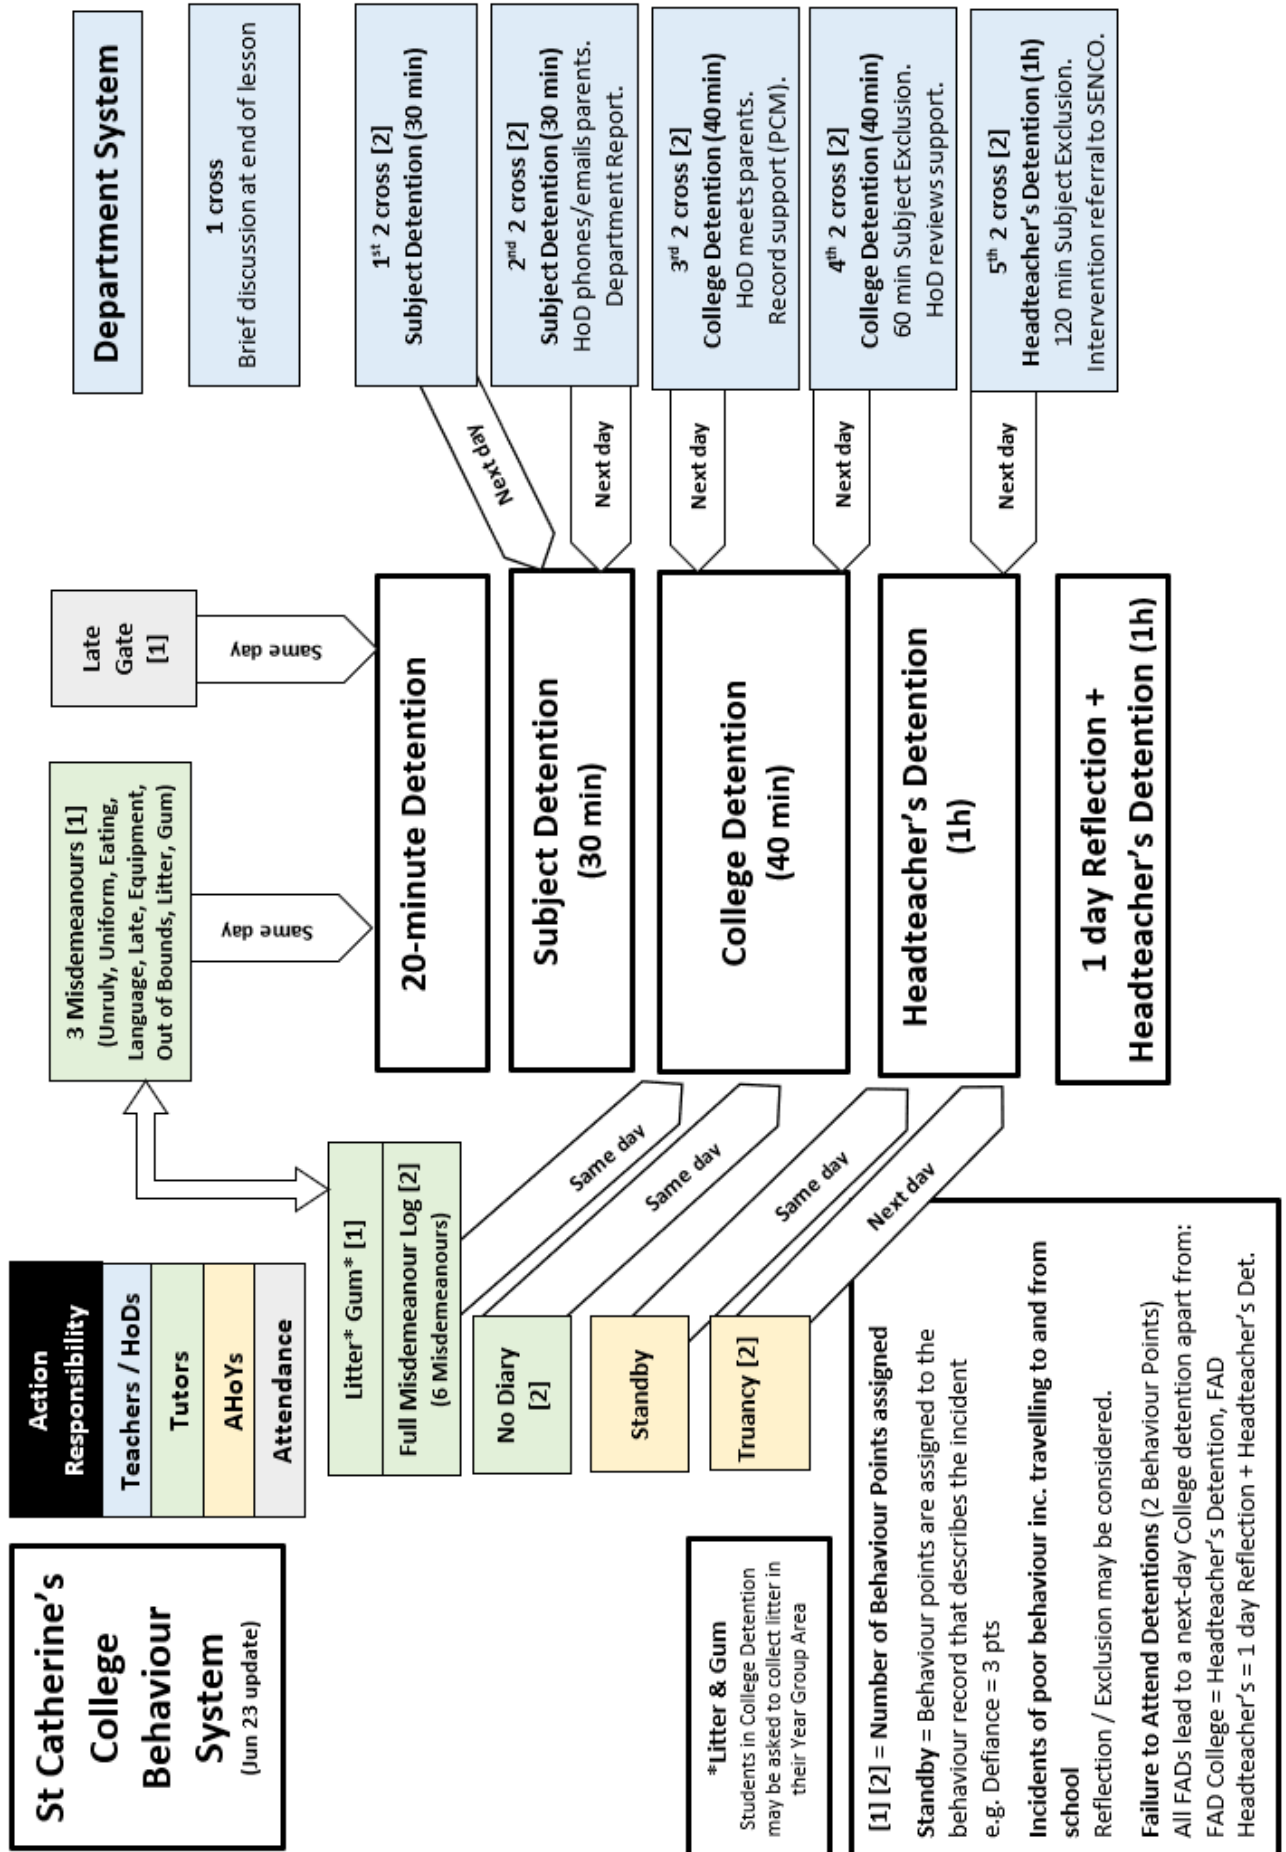 St Catherine’s
College
Behaviour
System
(Jun 23 update)
Action
Responsibility
Teachers / HoDs
Tutors
AHoYs
Attendance
3 Misdemeanours [1]
(Unruly, Uniform, Eating,
Language, Late, Equipment,
Out of Bounds, Litter, Gum)
Late
Gate
[1]
Department System
Same day
Same day
1 cross
Brief discussion at end of lesson
Litter* Gum* [1]
Full Misdemeanour Log [2]
(6 Misdemeanours)
No Diary
[2]
Standby
Truancy [2]
Same day
Same day
Same day
Next day
20-minute Detention
Subject Detention
(30 min)
College Detention
(40 min)
Headteacher’s Detention
(1h)
1 day Reflection +
Headteacher’s Detention (1h)
Next day
Next day
Next day
Next day
Next day
1st 2 cross [2]
Subject Detention (30 min)
2nd 2 cross [2]
Subject Detention (30 min)
HoD phones/emails parents.
Department Report.
3rd 2 cross [2]
College Detention (40min)
HoD meets parents.
Record support (PCM).
4th 2 cross [2]
College Detention (40min)
60 min Subject Exclusion.
HoD reviews support.
5th 2 cross [2]
Headteacher’s Detention (1h)
120 min Subject Exclusion.
Intervention referral to SENCO.
*Litter & Gum
Students in College Detention
may be asked to collect litter in
their Year Group Area
[1] [2] = Number of Behaviour Points assigned
Standby = Behaviour points are assigned to the
behaviour record that describes the incident
e.g. Defiance = 3 pts
Incidents of poor behaviour inc. travelling to and from
school
Reflection / Exclusion may be considered.
Failure to Attend Detentions (2 Behaviour Points)
All FADs lead to a next-day College detention apart from:
FAD College = Headteacher’s Detention, FAD
Headteacher’s = 1 day Reflection + Headteacher’s Det.